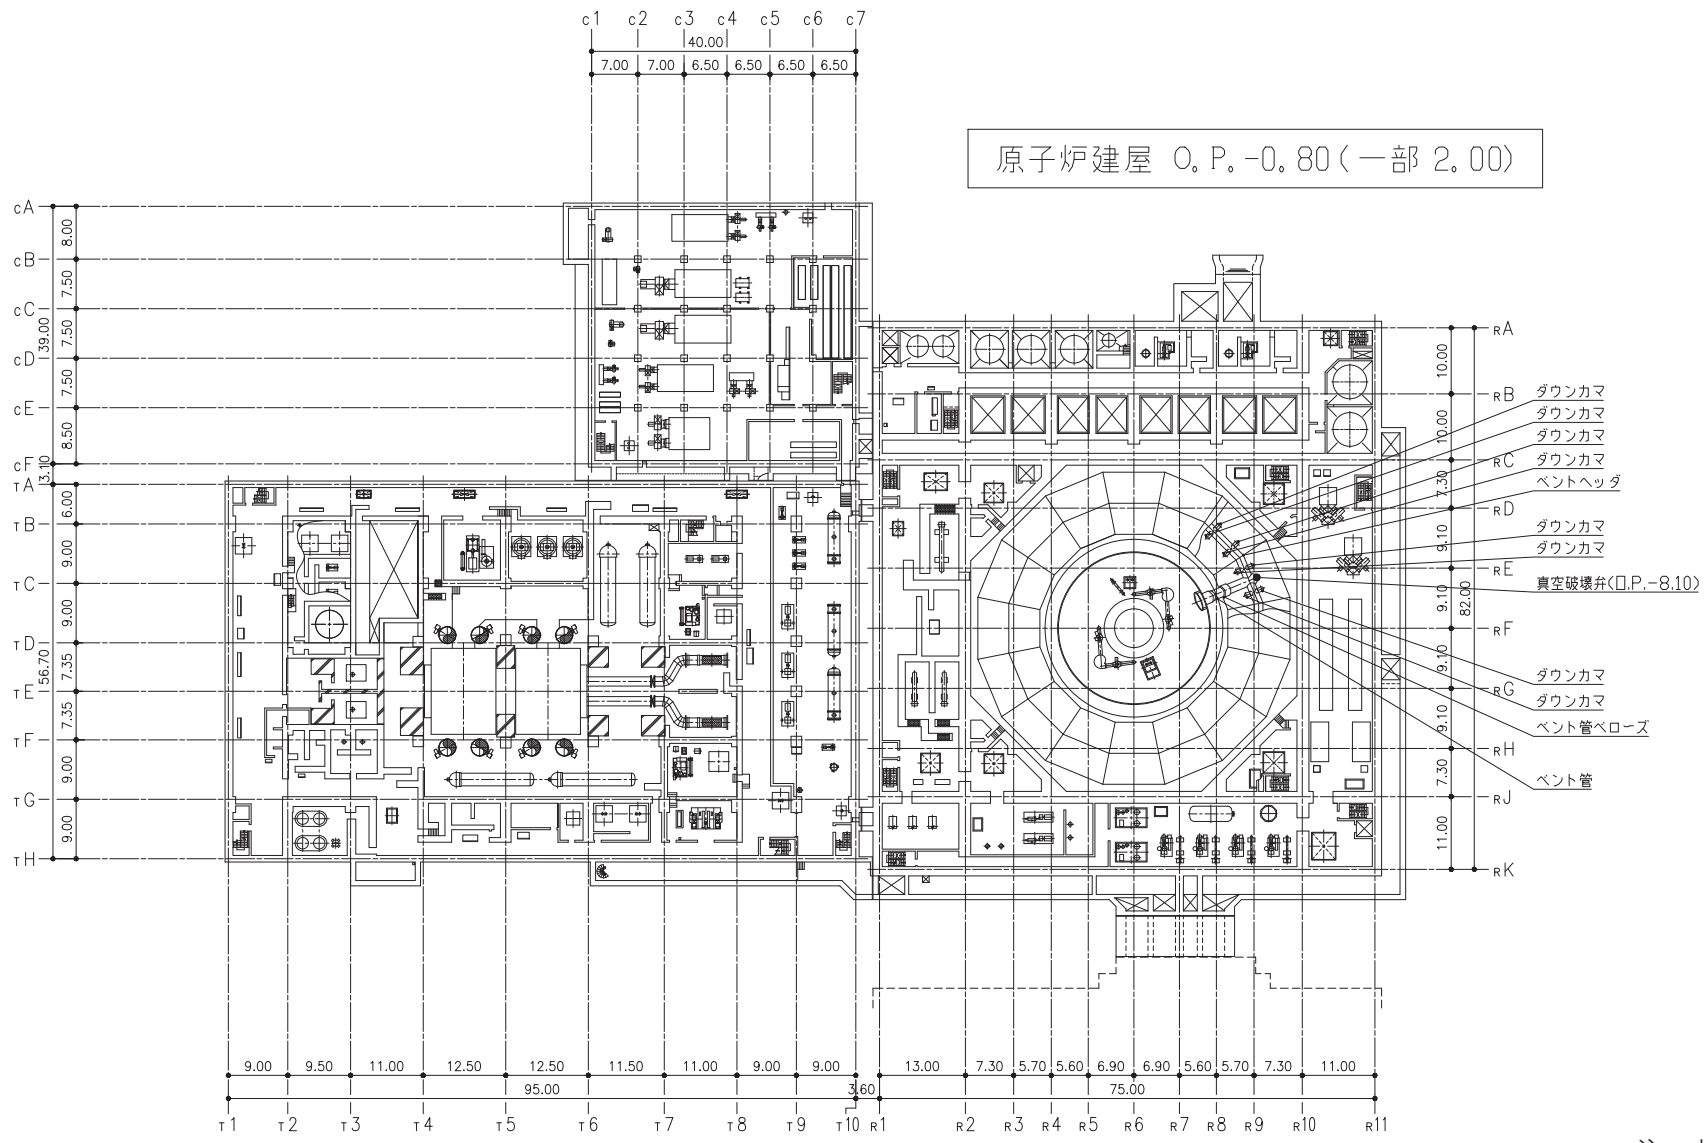 c1 c2 c3 c4 c5 c6 c7
40.00
7.00 7.00 6.50 6.50 6.50 6.50
原子炉建屋 O.P.-0.80(一部 2.00)
cA
8.00
cB
7.50
cC
39.00
7.50
cD
7.50
cE
8.50
cF
3.10
TA
6.00
TB
9.00
TC
9.00
TD
56.70
7.35
TE
7.35
TF
9.00
TG
9.00
TH
RA
10.00
RB
10.00
RC
7.30
RD
9.10
RE
9.10
82.00
RF
9.10
RG
9.10
RH
7.30
RJ
11.00
RK
ダウンカマ
ダウンカマ
ダウンカマ
ダウンカマ
ベントヘッダ
ダウンカマ
ダウンカマ
真空破壊弁(O.P.-8.10)
ダウンカマ
ダウンカマ
ベント管ベローズ
ベント管
9.00 9.50 11.00 12.50 12.50 11.50 11.00 9.00 9.00 13.00 7.30 5.70 5.60 6.90 6.90 5.60 5.70 7.30 11.00
95.00 3.60 75.00
T1 T2 T3 T4 T5 T6 T7 T8 T9 T10 R1 R2 R3 R4 R5 R6 R7 R8 R9 R10 R11